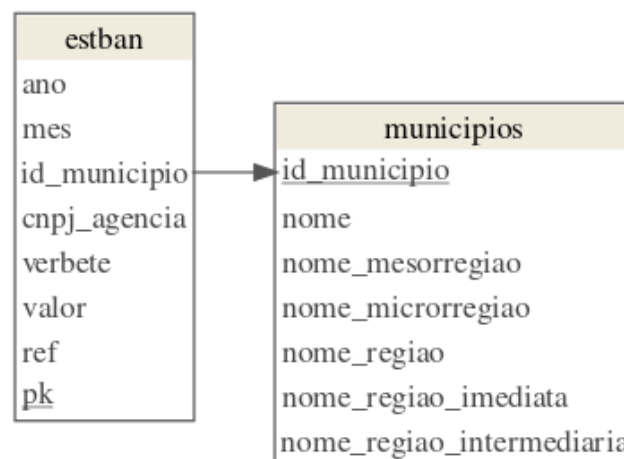 estban
ano
mes
id_municipio
cnpj_agencia
verbete
valor
ref
pk
municipios
id_municipio
nome
nome_mesorregiao
nome_microrregiao
nome_regiao
nome_regiao_imediata
nome_regiao_intermediaria